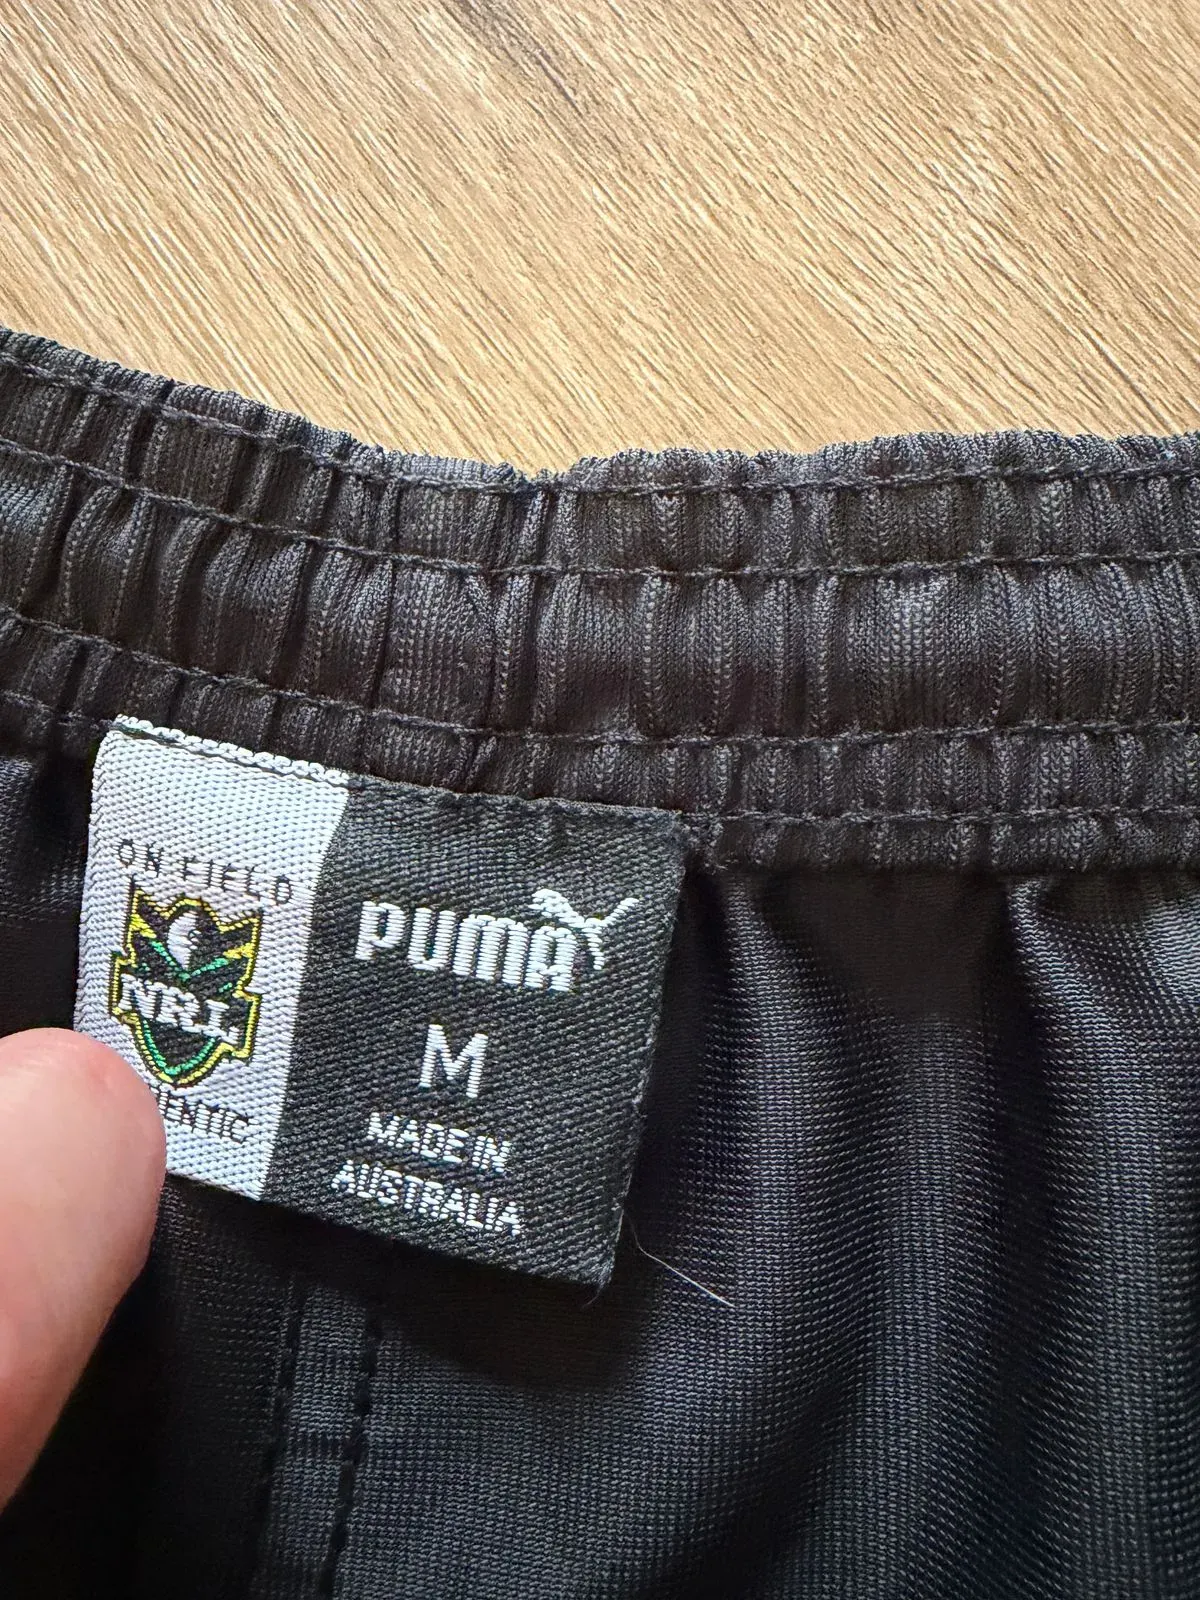 ON FIELD
NRL
PUMA
M
MADE IN
AUSTRALIA